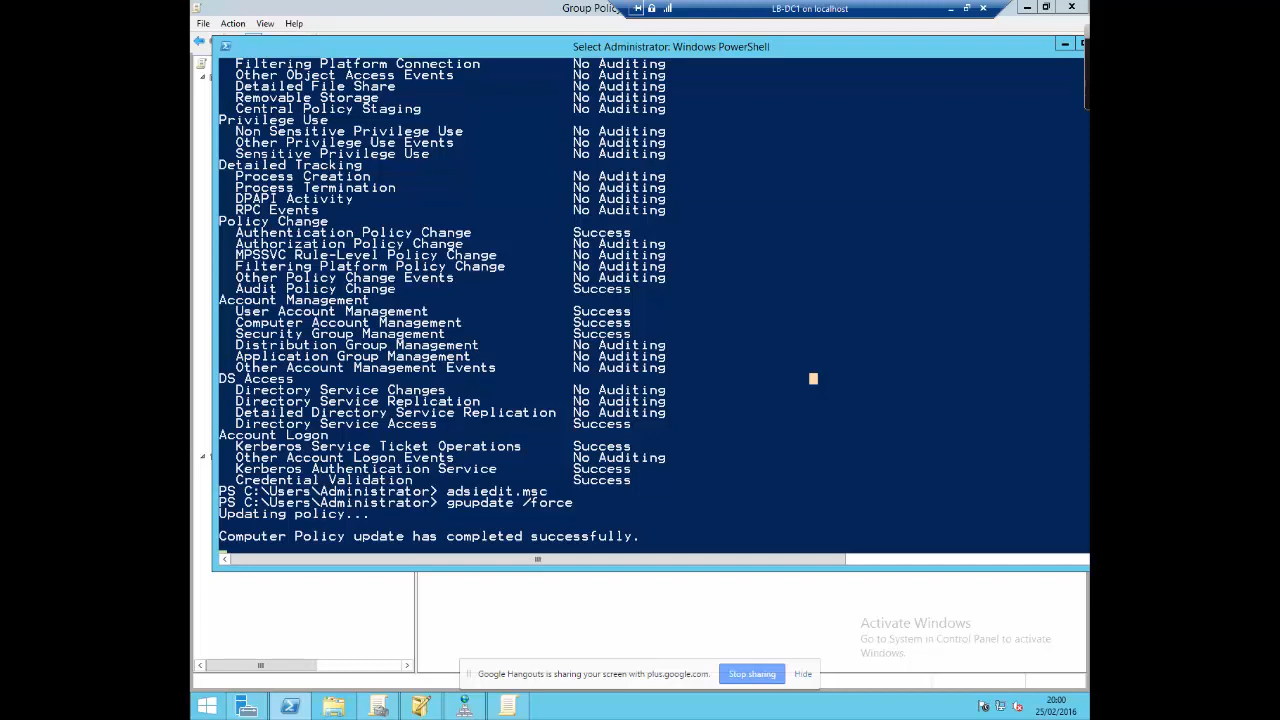 Group Polic
LB-DC1 on localhost
File Action View Help
Select Administrator: Windows PowerShell
Filtering Platform Connection No Auditing
Other Object Access Events No Auditing
Detailed File Share No Auditing
Removable Storage No Auditing
Central Policy Staging No Auditing
Privilege Use
Non Sensitive Privilege Use No Auditing
Other Privilege Use Events No Auditing
Sensitive Privilege Use No Auditing
Detailed Tracking
Process Creation No Auditing
Process Termination No Auditing
DPAPI Activity No Auditing
RPC Events No Auditing
Policy Change
Authentication Policy Change Success
Authorization Policy Change No Auditing
MPSSVC Rule-Level Policy Change No Auditing
Filtering Platform Policy Change No Auditing
Other Policy Change Events No Auditing
Audit Policy Change Success
Account Management
User Account Management Success
Computer Account Management Success
Security Group Management Success
Distribution Group Management No Auditing
Application Group Management No Auditing
Other Account Management Events No Auditing
DS Access
Directory Service Changes No Auditing
Directory Service Replication No Auditing
Detailed Directory Service Replication No Auditing
Directory Service Access Success
Account Logon
Kerberos Service Ticket Operations Success
Other Account Logon Events No Auditing
Kerberos Authentication Service Success
Credential Validation Success
PS C:\Users\Administrator> adsiedit.msc
PS C:\Users\Administrator> gpupdate /force
Updating policy...
Computer Policy update has completed successfully.
Activate Windows
Go to System in Control Panel to activate
Windows.
Google Hangouts is sharing your screen with plus.google.com.
Stop sharing
Hide
20:00
25/02/2016